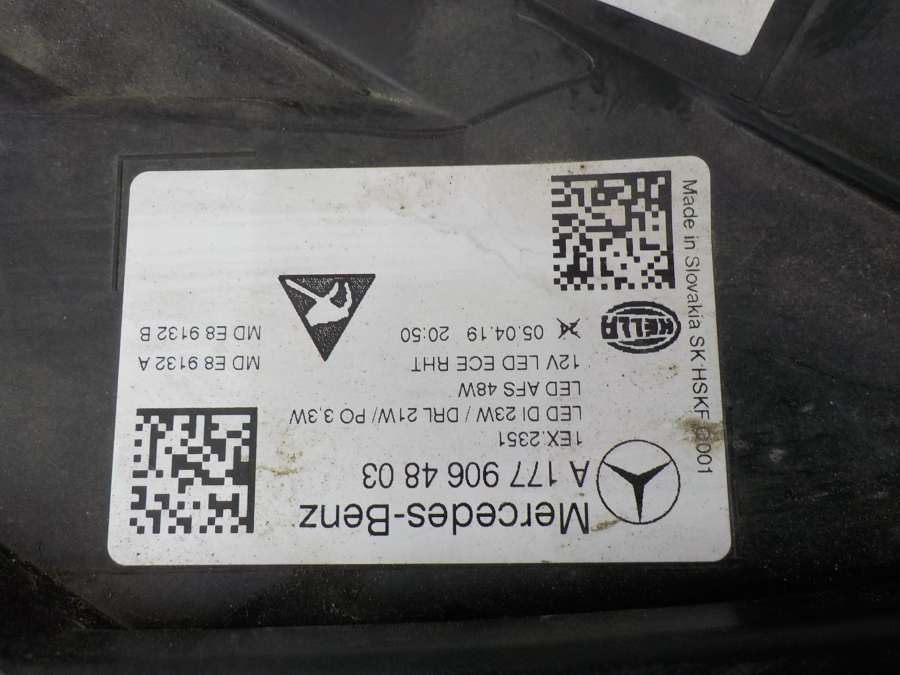 Mercedes-Benz
A 177 906 48 03
1EX.2351
LED DI 23W / DRL 21W/ PO 3,3W
LED AFS 48W
12V LED ECE RHT
MD E8 9132 A
05.04.19 20:50
MD E8 9132 B
HELLA
Made in Slovakia SK HSKF